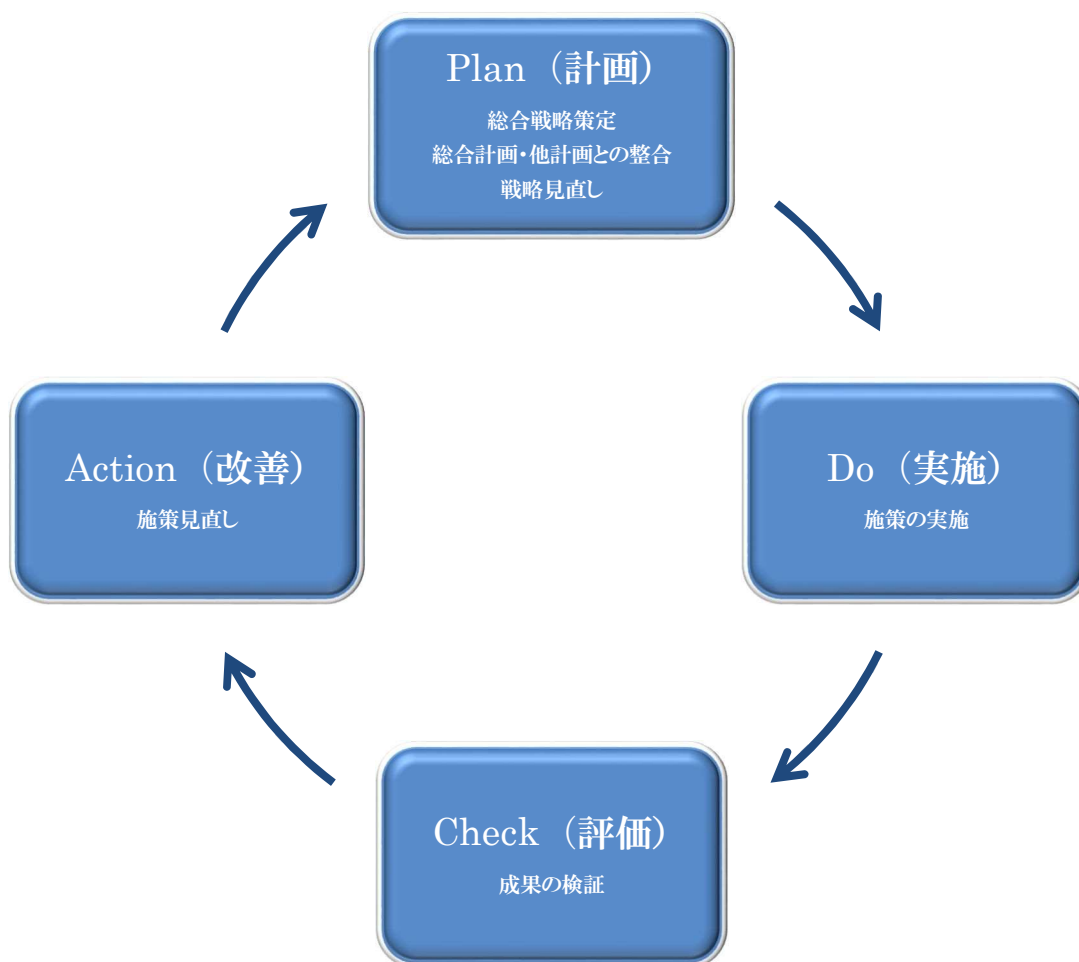 Plan（計画）
総合戦略策定
総合計画・他計画との整合
戦略見直し
Do（実施）
施策の実施
Check（評価）
成果の検証
Action（改善）
施策見直し